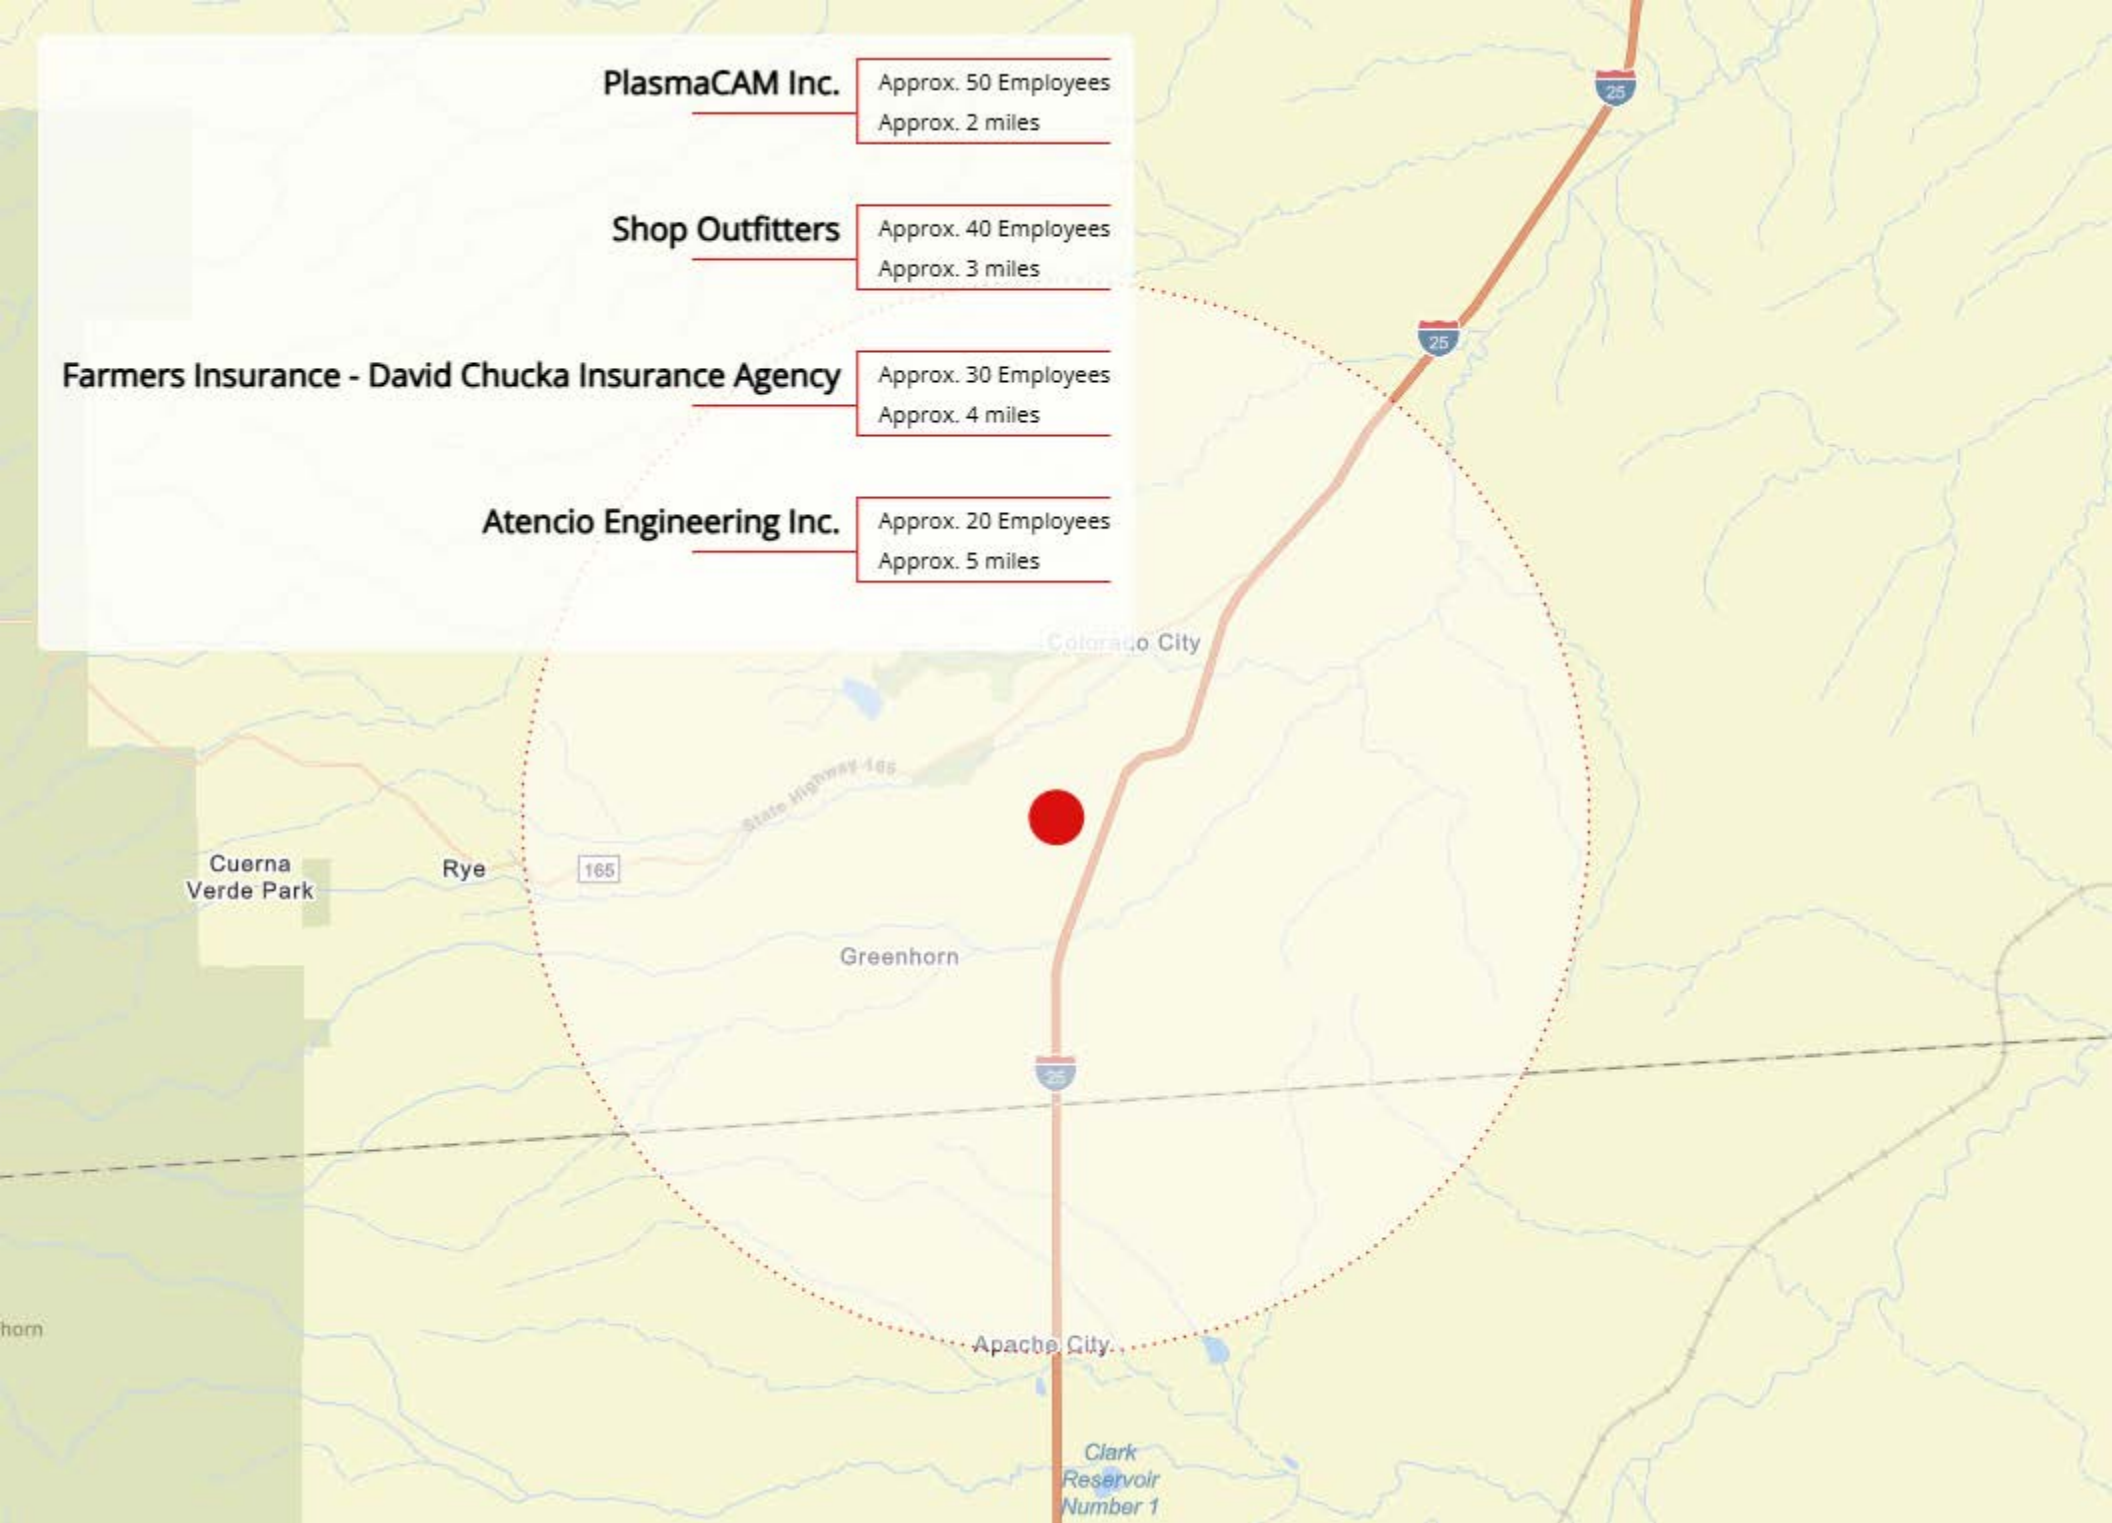 25
PlasmaCAM Inc.
Approx. 50 Employees
Approx. 2 miles
Shop Outfitters
Approx. 40 Employees
Approx. 3 miles
25
Farmers Insurance - David Chucka Insurance Agency
Approx. 30 Employees
Approx. 4 miles
Atencio Engineering Inc.
Approx. 20 Employees
Approx. 5 miles
Colorado City
State Highway 165
Cuerna
Verde Park
Rye
165
Greenhorn
25
horn
Apache City
Clark
Reservoir
Number 1